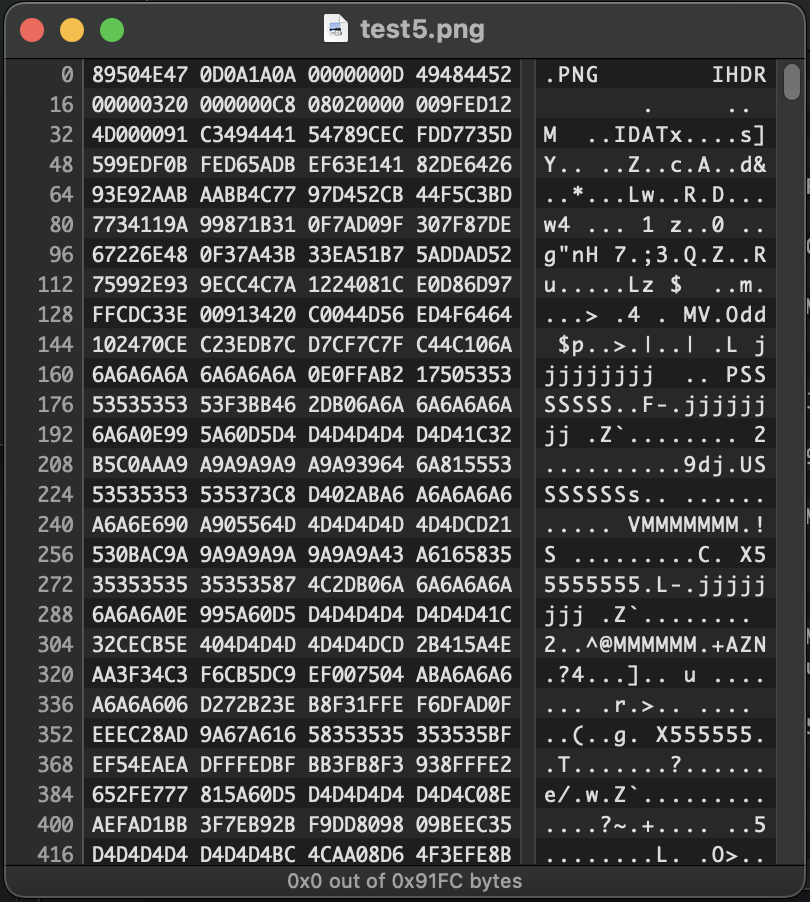 test5.png
0 89504E47 0D0A1A0A 0000000D 49484452 .PNG IHDR
16 00000320 000000C8 08020000 009FED12 . ..
32 4D000091 C3494441 54789CEC FDD7735D M ..IDATx....s]
48 599EDF0B FED65ADB EF63E141 82DE6426 Y.. ..Z..c.A..d&
64 93E92AAB AABB4C77 97D452CB 44F5C3BD ..*...Lw..R.D...
80 7734119A 99871B31 0F7AD09F 307F87DE w4 ... 1 z..0 ..
96 67226E48 0F37A43B 33EA51B7 5ADDAD52 g"nH 7.;3.Q.Z..R
112 75992E93 9ECC4C7A 1224081C E0D86D97 u.....Lz $ ..m.
128 FFCDC33E 00913420 C0044D56 ED4F6464 ...> .4 . MV.Odd
144 102470CE C23EDB7C D7CF7C7F C44C106A $p..>.|..| .L j
160 6A6A6A6A 6A6A6A6A 0E0FFAB2 17505353 jjjjjjjj .. PSS
176 53535353 53F3BB46 2DB06A6A 6A6A6A6A SSSSS..F-.jjjjjj
192 6A6A0E99 5A60D5D4 D4D4D4D4 D4D41C32 jj .Z`........ 2
208 B5C0AAA9 A9A9A9A9 A9A93964 6A815553 ..........9dj.US
224 53535353 535373C8 D402ABA6 A6A6A6A6 SSSSSSs.. ......
240 A6A6E690 A905564D 4D4D4D4D 4D4DCD21 ..... VMMMMMMM.!
256 530BAC9A 9A9A9A9A 9A9A9A43 A6165835 S .........C. X5
272 35353535 35353587 4C2DB06A 6A6A6A6A 5555555.L-.jjjjj
288 6A6A6A0E 995A60D5 D4D4D4D4 D4D4D41C jjj .Z`........
304 32CECB5E 404D4D4D 4D4D4DCD 2B415A4E 2..^@MMMMMM.+AZN
320 AA3F34C3 F6CB5DC9 EF007504 ABA6A6A6 .?4...].. u ....
336 A6A6A606 D272B23E B8F31FFE F6DFAD0F ... .r.>.. ....
352 EEEC28AD 9A67A616 58353535 353535BF ..(..g. X555555.
368 EF54EAEA DFFFEDBF BB3FB8F3 938FFFE2 .T.......?......
384 652FE777 815A60D5 D4D4D4D4 D4D4C08E e/.w.Z`.........
400 AEFAD1BB 3F7EB92B F9DD8098 09BEEC35 ....?~.+.... ..5
416 D4D4D4D4 D4D4D4BC 4CAA08D6 4F3EFE8B ........L. .O>..
0x0 out of 0x91FC bytes